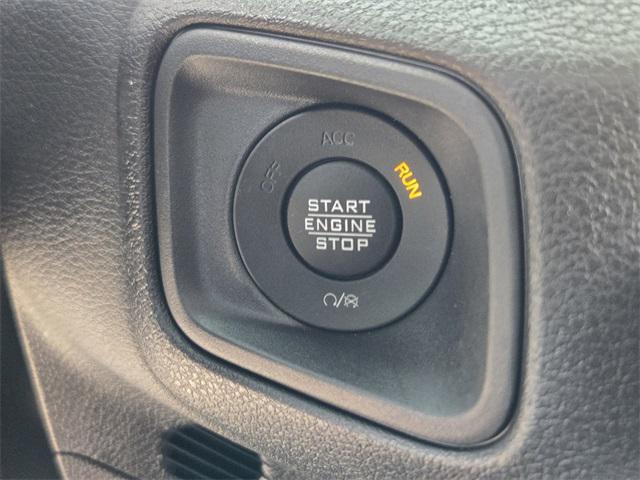 OFF
ACC
RUN
START
ENGINE
STOP